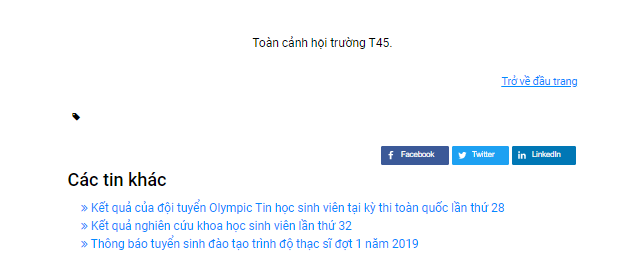 Toàn cảnh hội trường T45.
Trở về đầu trang
Facebook Twitter LinkedIn
Các tin khác
» Kết quả của đội tuyển Olympic Tin học sinh viên tại kỳ thi toàn quốc lần thứ 28
» Kết quả nghiên cứu khoa học sinh viên lần thứ 32
» Thông báo tuyển sinh đào tạo trình độ thạc sĩ đợt 1 năm 2019